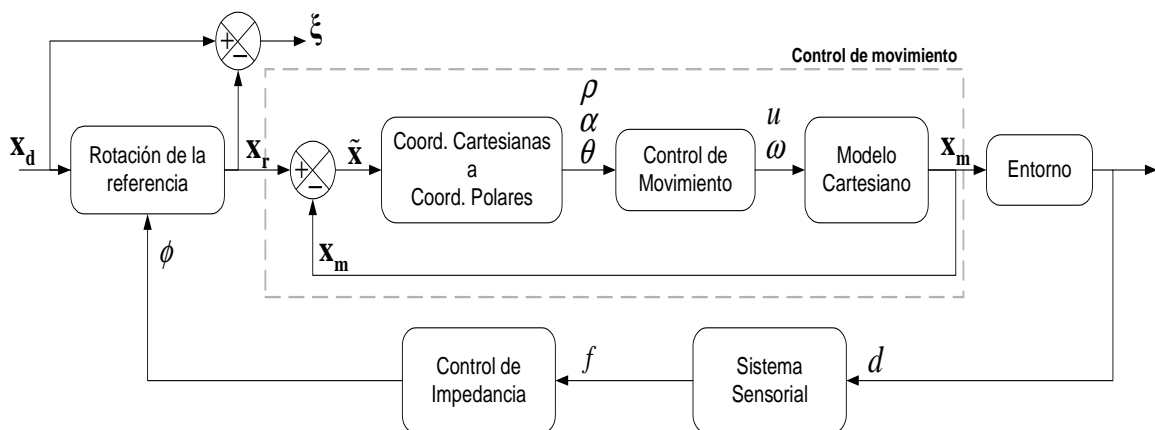 ξ
+
−
Control de movimiento
x_d
Rotación de la
referencia
x_r
+
−
x̃
Coord. Cartesianas
a
Coord. Polares
ρ
α
θ
Control de
Movimiento
u
ω
Modelo
Cartesiano
x_m
Entorno
x_m
ϕ
Control de
Impedancia
f
Sistema
Sensorial
d